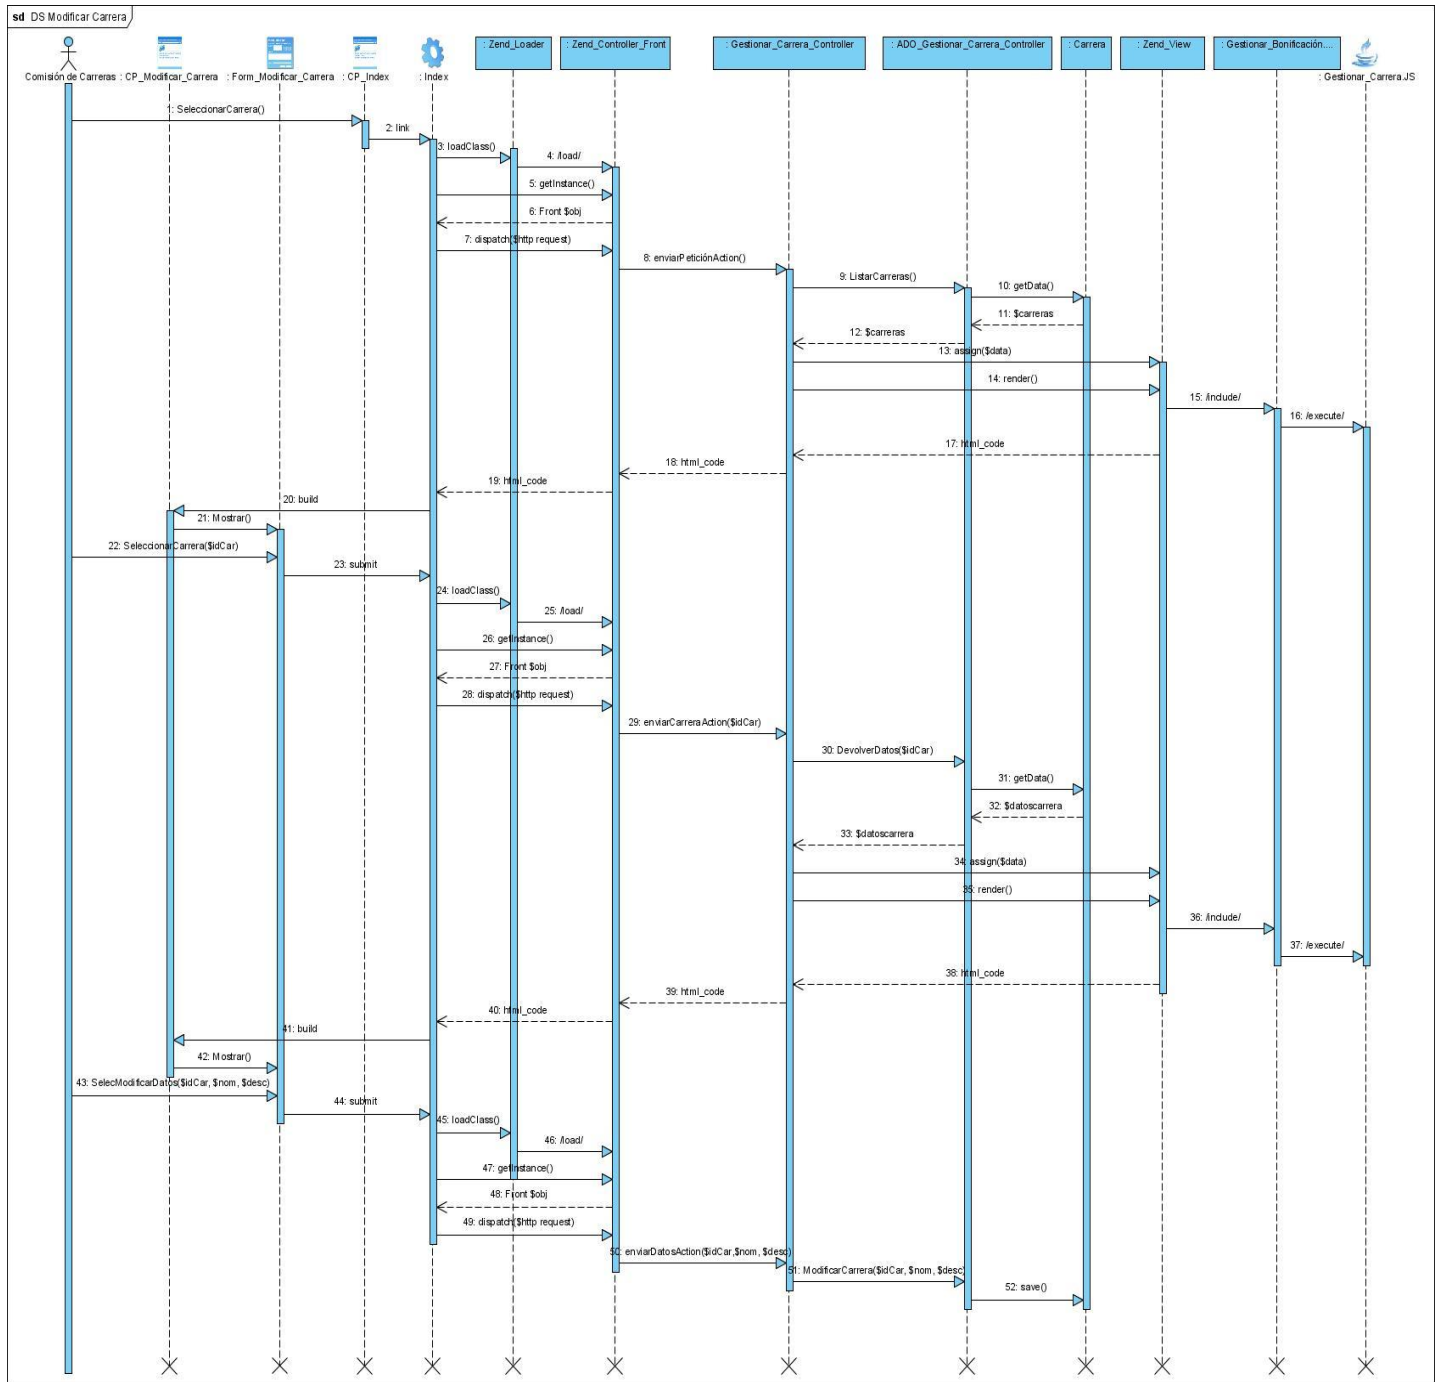 sd DS Modificar Carrera
Comisión de Carreras
: CP_Modificar_Carrera
: Form_Modificar_Carrera
: CP_Index
: Index
: Zend_Loader
: Zend_Controller_Front
: Gestionar_Carrera_Controller
: ADO_Gestionar_Carrera_Controller
: Carrera
: Zend_View
: Gestionar_Bonificación....
: Gestionar_Carrera.JS
1: SeleccionarCarrera()
2: link
3: loadClass()
4: /load/
5: getInstance()
6: Front $obj
7: dispatch($http request)
8: enviarPeticiónAction()
9: ListarCarreras()
10: getData()
11: $carreras
12: $carreras
13: assign($data)
14: render()
15: /include/
16: /execute/
17: html_code
18: html_code
19: html_code
20: build
21: Mostrar()
22: SeleccionarCarrera($idCar)
23: submit
24: loadClass()
25: /load/
26: getInstance()
27: Front $obj
28: dispatch($http request)
29: enviarCarreraAction($idCar)
30: DevolverDatos($idCar)
31: getData()
32: $datoscarrera
33: $datoscarrera
34: assign($data)
35: render()
36: /include/
37: /execute/
38: html_code
39: html_code
40: html_code
41: build
42: Mostrar()
43: SelecModificarDatos($idCar, $nom, $desc)
44: submit
45: loadClass()
46: /load/
47: getInstance()
48: Front $obj
49: dispatch($http request)
50: enviarDatosAction($idCar,$nom, $desc)
51: ModificarCarrera($idCar, $nom, $desc)
52: save()